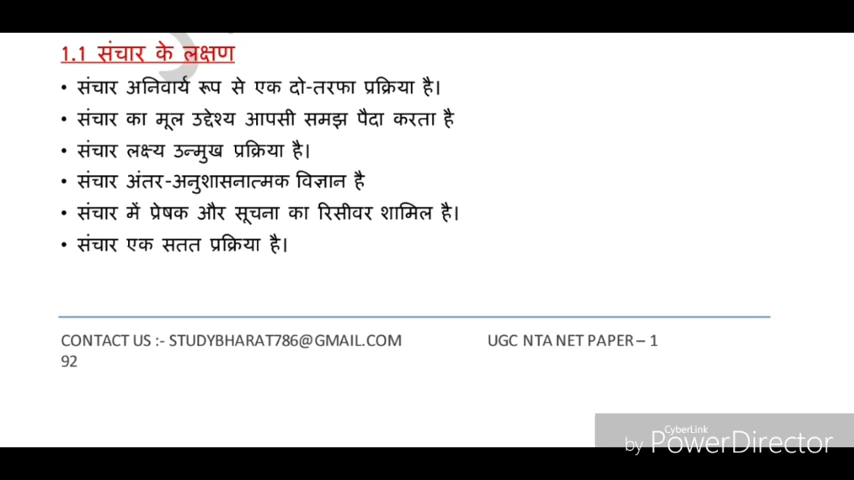 1.1 संचार के लक्षण
• संचार अनिवार्य रूप से एक दो-तरफा प्रक्रिया है।
• संचार का मूल उद्देश्य आपसी समझ पैदा करता है
• संचार लक्ष्य उन्मुख प्रक्रिया है।
• संचार अंतर-अनुशासनात्मक विज्ञान है
• संचार में प्रेषक और सूचना का रिसीवर शामिल है।
• संचार एक सतत प्रक्रिया है।
CONTACT US :- STUDYBHARAT786@GMAIL.COM UGC NTA NET PAPER – 1
92
CyberLink
by PowerDirector